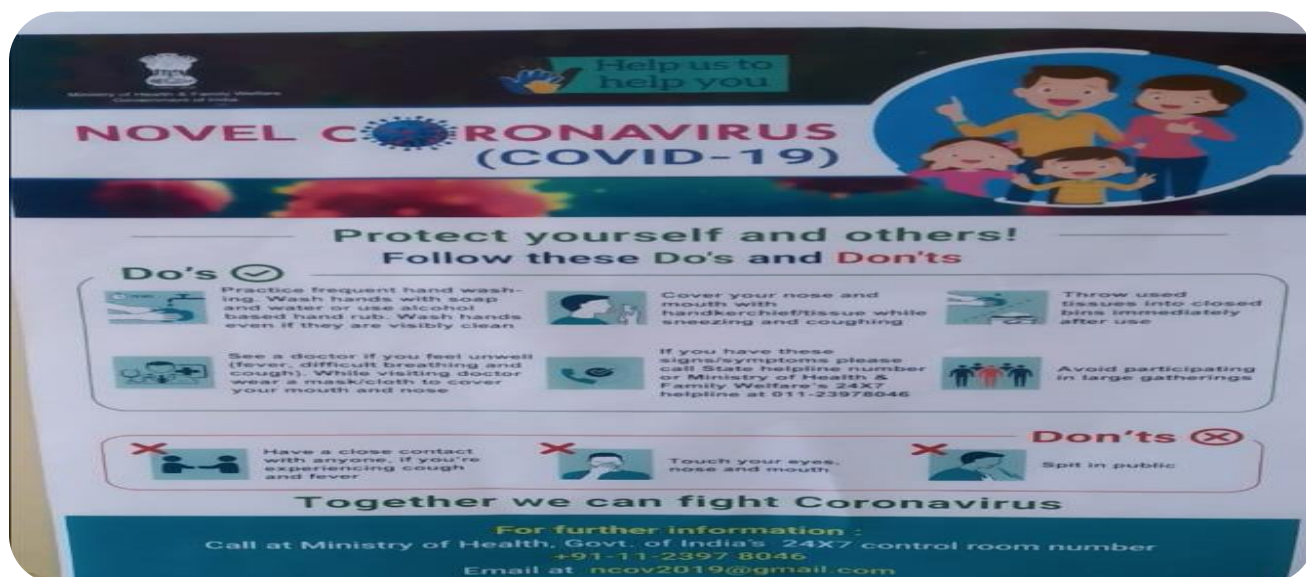 Ministry of Health & Family Welfare
Government of India
Help us to
help you
NOVEL CORONAVIRUS
(COVID-19)
Protect yourself and others!
Follow these Do's and Don'ts
Do's
Practice frequent hand wash-
ing. Wash hands with soap
and water or use alcohol
based hand rub. Wash hands
even if they are visibly clean
Cover your nose and
mouth with
handkerchief/tissue while
sneezing and coughing
Throw used
tissues into closed
bins immediately
after use
See a doctor if you feel unwell
(fever, difficult breathing and
cough). While visiting doctor
wear a mask/cloth to cover
your mouth and nose
If you have these
signs/symptoms please
call State helpline number
or Ministry of Health &
Family Welfare's 24X7
helpline at 011-23978046
Avoid participating
in large gatherings
Don'ts
Have a close contact
with anyone, if you're
experiencing cough
and fever
Touch your eyes,
nose and mouth
Spit in public
Together we can fight Coronavirus
For further information :
Call at Ministry of Health, Govt. of India's 24X7 control room number
+91-11-2397 8046
Email at ncov2019@gmail.com